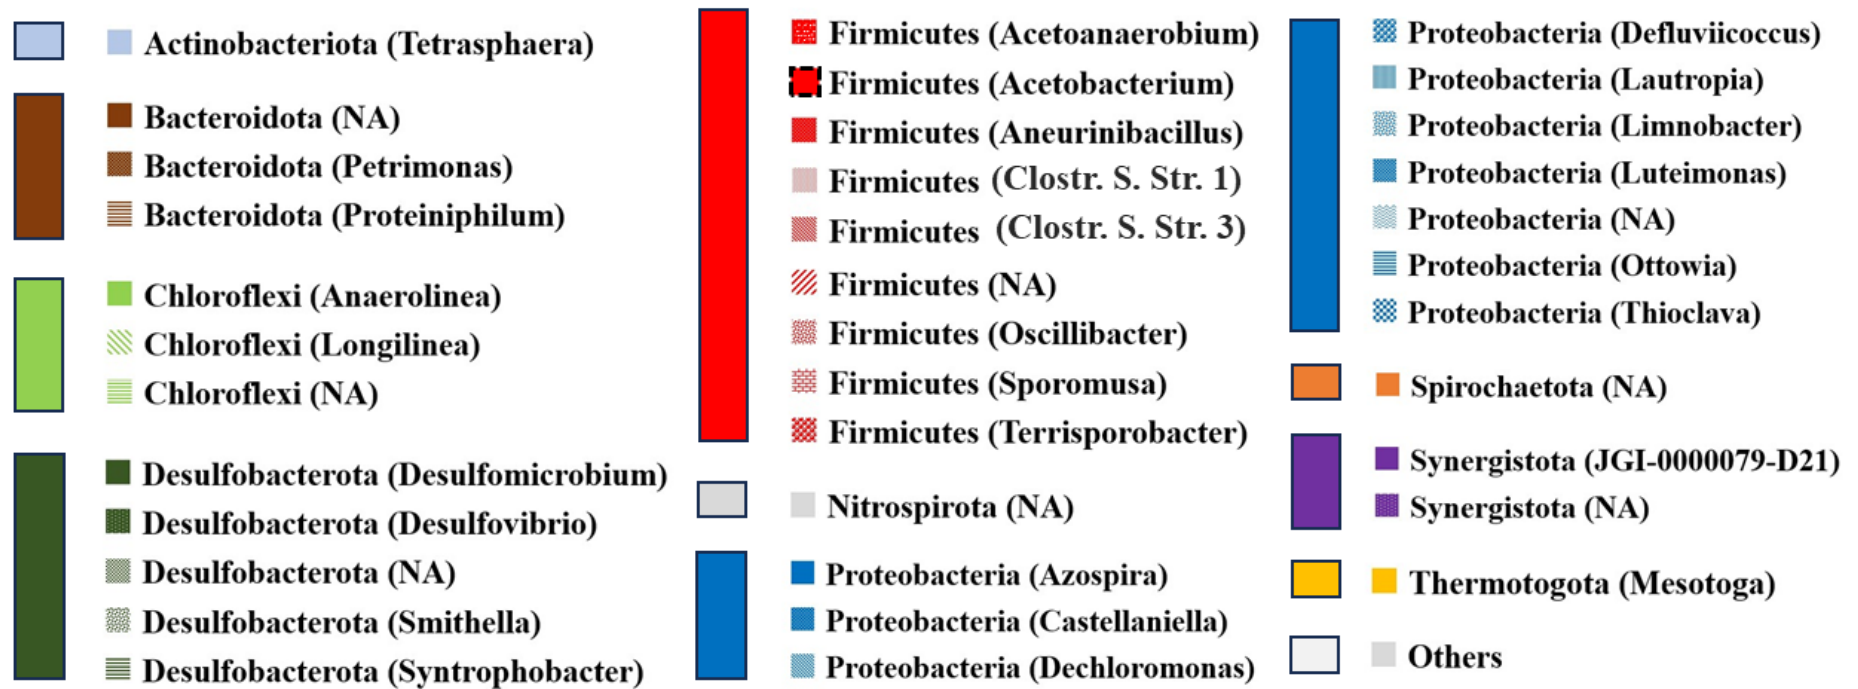 Actinobacteriota (Tetrasphaera)
Bacteroidota (NA)
Bacteroidota (Petrimonas)
Bacteroidota (Proteiniphilum)
Chloroflexi (Anaerolinea)
Chloroflexi (Longilinea)
Chloroflexi (NA)
Desulfobacterota (Desulfomicrobium)
Desulfobacterota (Desulfovibrio)
Desulfobacterota (NA)
Desulfobacterota (Smithella)
Desulfobacterota (Syntrophobacter)
Firmicutes (Acetoanaerobium)
Firmicutes (Acetobacterium)
Firmicutes (Aneurinibacillus)
Firmicutes (Clostr. S. Str. 1)
Firmicutes (Clostr. S. Str. 3)
Firmicutes (NA)
Firmicutes (Oscillibacter)
Firmicutes (Sporomusa)
Firmicutes (Terrisporobacter)
Nitrospirota (NA)
Proteobacteria (Azospira)
Proteobacteria (Castellaniella)
Proteobacteria (Dechloromonas)
Proteobacteria (Defluviicoccus)
Proteobacteria (Lautropia)
Proteobacteria (Limnobacter)
Proteobacteria (Luteimonas)
Proteobacteria (NA)
Proteobacteria (Ottowia)
Proteobacteria (Thioclava)
Spirochaetota (NA)
Synergistota (JGI-0000079-D21)
Synergistota (NA)
Thermotogota (Mesotoga)
Others